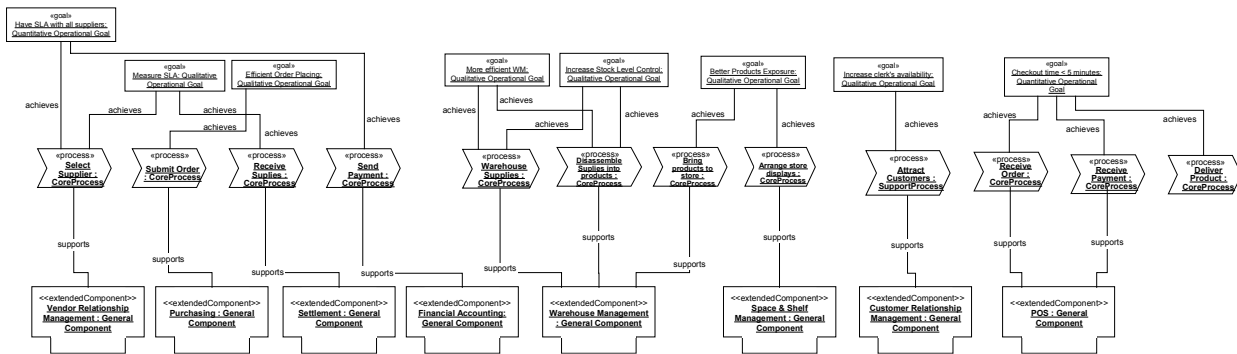 «goal»
Have SLA with all suppliers:
Quantitative Operational Goal
«goal»
Measure SLA: Qualitative
Operational Goal
«goal»
Efficient Order Placing:
Qualitative Operational Goal
«goal»
More efficient WM:
Qualitative Operational Goal
«goal»
Increase Stock Level Control:
Qualitative Operational Goal
«goal»
Better Products Exposure:
Qualitative Operational Goal
«goal»
Increase clerk's availability:
Qualitative Operational Goal
«goal»
Checkout time < 5 minutes:
Quantitative Operational
Goal
achieves
achieves
achieves
achieves
achieves
achieves
achieves
achieves
achieves
achieves
achieves
achieves
achieves
«process»
Select
Supplier :
CoreProcess
«process»
Submit Order
: CoreProcess
«process»
Receive
Suplies :
CoreProcess
«process»
Send
Payment :
CoreProcess
«process»
Warehouse
Supplies :
CoreProcess
«process»
Disassemble
Suplies into
products :
CoreProcess
«process»
Bring
products to
store :
CoreProcess
«process»
Arrange store
displays :
CoreProcess
«process»
Attract
Customers :
SupportProcess
«process»
Receive
Order :
CoreProcess
«process»
Receive
Payment :
CoreProcess
«process»
Deliver
Product :
CoreProcess
supports
supports
supports
supports
supports
supports
supports
supports
supports
supports
supports
<<extendedComponent>>
Vendor Relationship
Management : General
Component
<<extendedComponent>>
Purchasing : General
Component
<<extendedComponent>>
Settlement : General
Component
<<extendedComponent>>
Financial Accounting:
General Component
<<extendedComponent>>
Warehouse Management
: General Component
<<extendedComponent>>
Space & Shelf
Management : General
Component
<<extendedComponent>>
Customer Relationship
Management : General
Component
<<extendedComponent>>
POS : General
Component